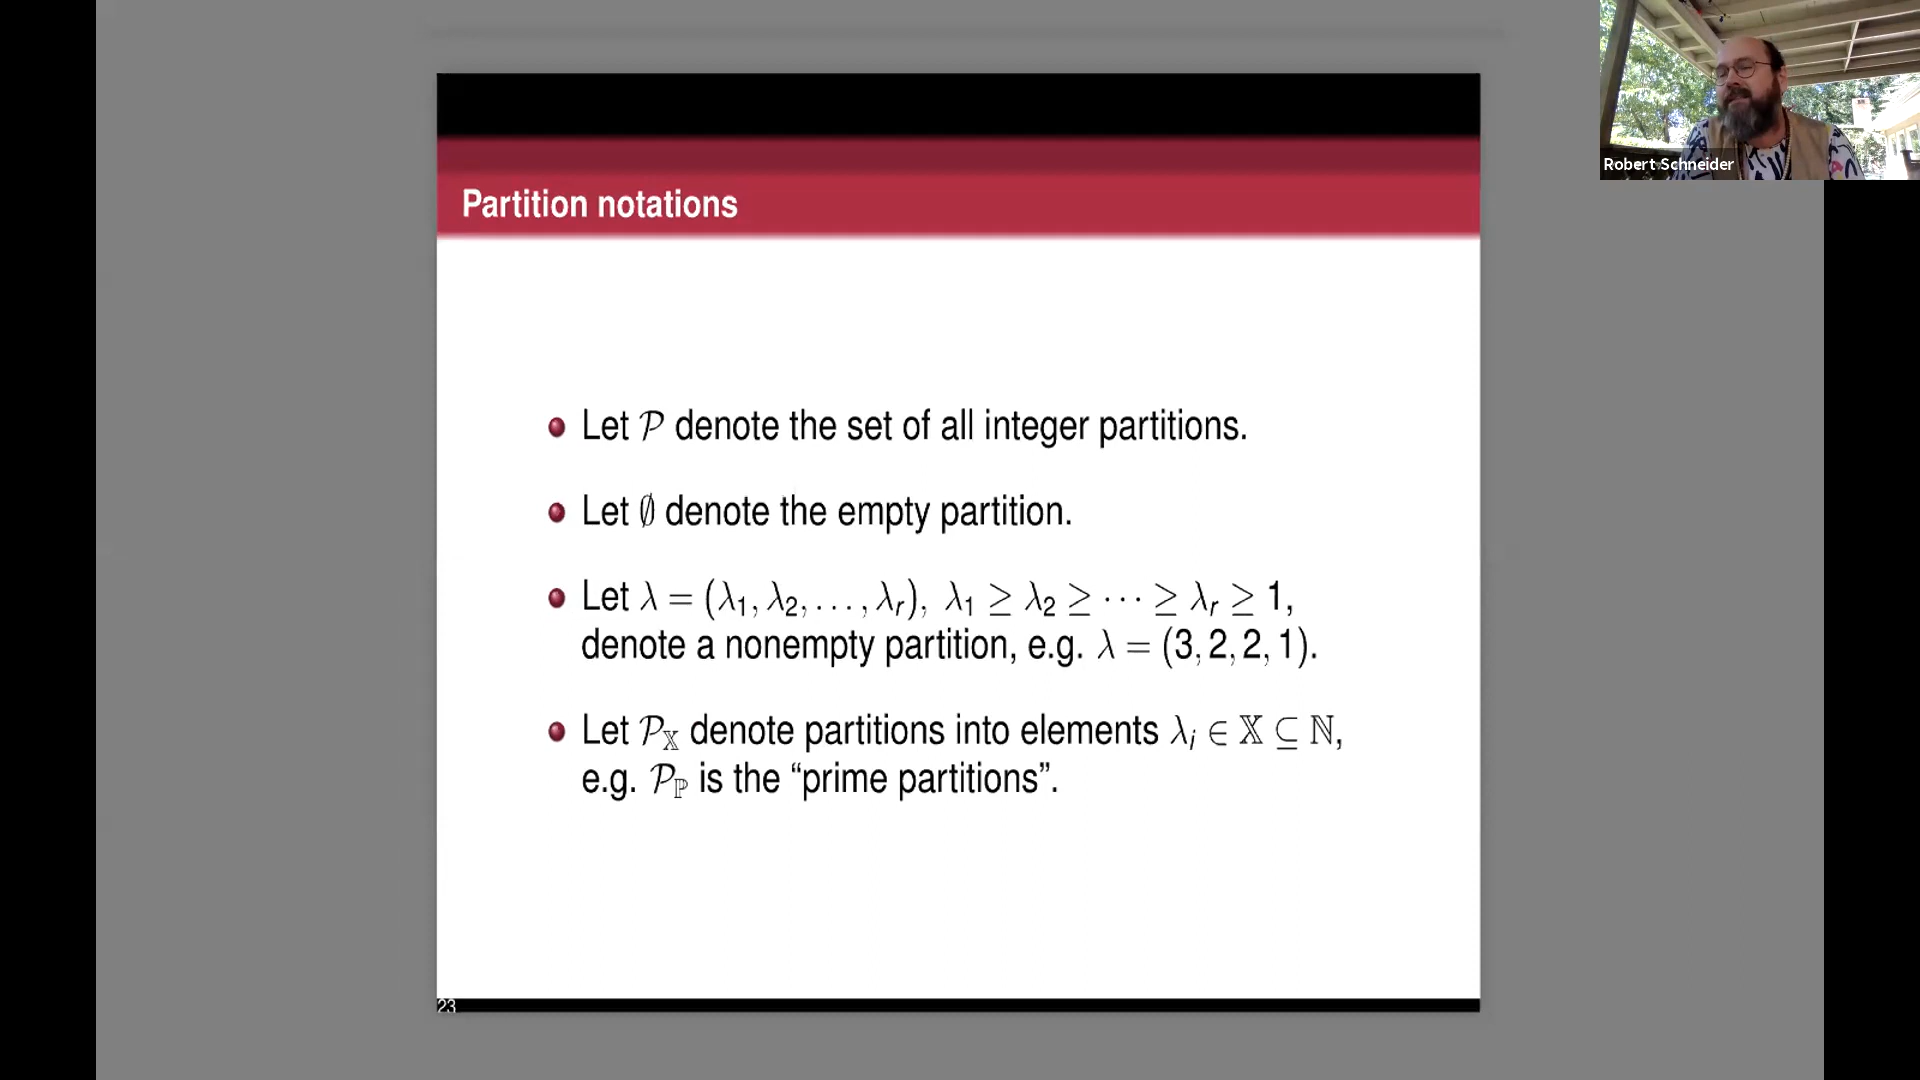 Robert Schneider
Partition notations
Let 𝒫 denote the set of all integer partitions.
Let ∅ denote the empty partition.
Let λ = (λ₁, λ₂, . . . , λᵣ), λ₁ ≥ λ₂ ≥ · · · ≥ λᵣ ≥ 1,
denote a nonempty partition, e.g. λ = (3, 2, 2, 1).
Let 𝒫_𝕏 denote partitions into elements λᵢ ∈ 𝕏 ⊆ ℕ,
e.g. 𝒫_ℙ is the “prime partitions”.
23